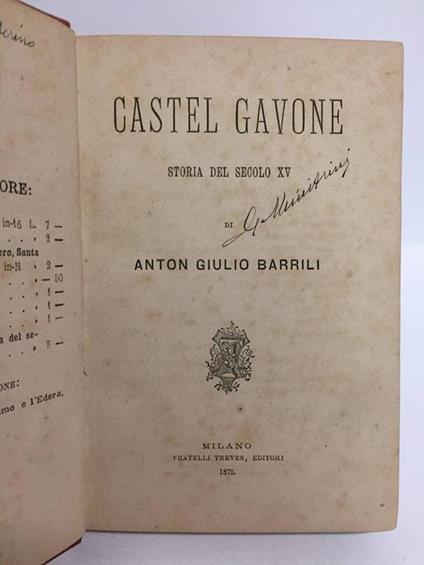 ORE:
in-16 L. 7 —
. . . 2 —
ero, Santa
in-16 . 2 —
. . . — 50
. . . 1 —
. . . 1 —
. . . 1 —
a del se-
. . . 3 —
ONE:
mo e l'Edera,
CASTEL GAVONE
STORIA DEL SECOLO XV
DI
ANTON GIULIO BARRILI
MILANO
FRATELLI TREVES, EDITORI
1875.